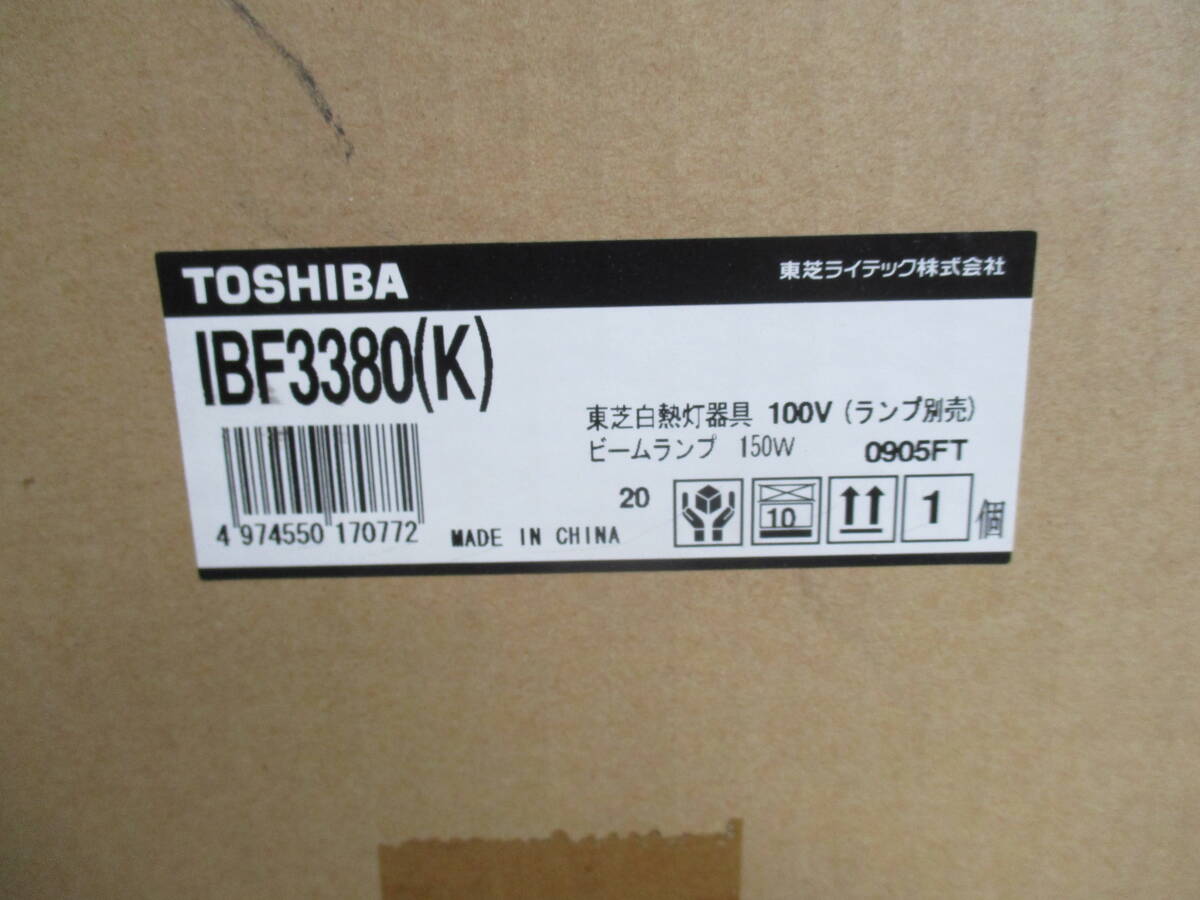 TOSHIBA 東芝ライテック株式会社
IBF3380(K)
東芝白熱灯器具 100V (ランプ別売)
ビームランプ 150W 0905FT
20 10 1 個
4 974550 170772 MADE IN CHINA